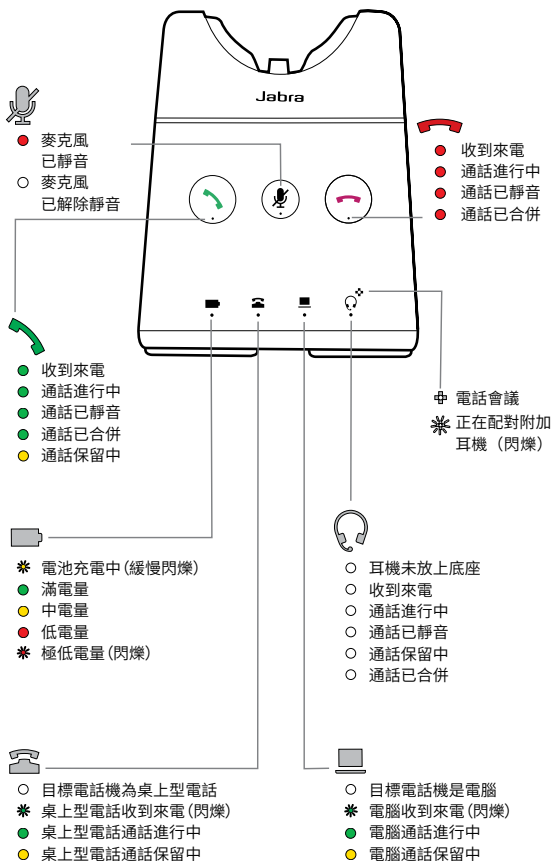 Jabra
麥克風
已靜音
麥克風
已解除靜音
收到來電
通話進行中
通話已靜音
通話已合併
收到來電
通話進行中
通話已靜音
通話已合併
通話保留中
電話會議
正在配對附加
耳機（閃爍）
電池充電中(緩慢閃爍)
滿電量
中電量
低電量
極低電量(閃爍)
耳機未放上底座
收到來電
通話進行中
通話已靜音
通話保留中
通話已合併
目標電話機為桌上型電話
桌上型電話收到來電(閃爍)
桌上型電話通話進行中
桌上型電話通話保留中
目標電話機是電腦
電腦收到來電(閃爍)
電腦通話進行中
電腦通話保留中